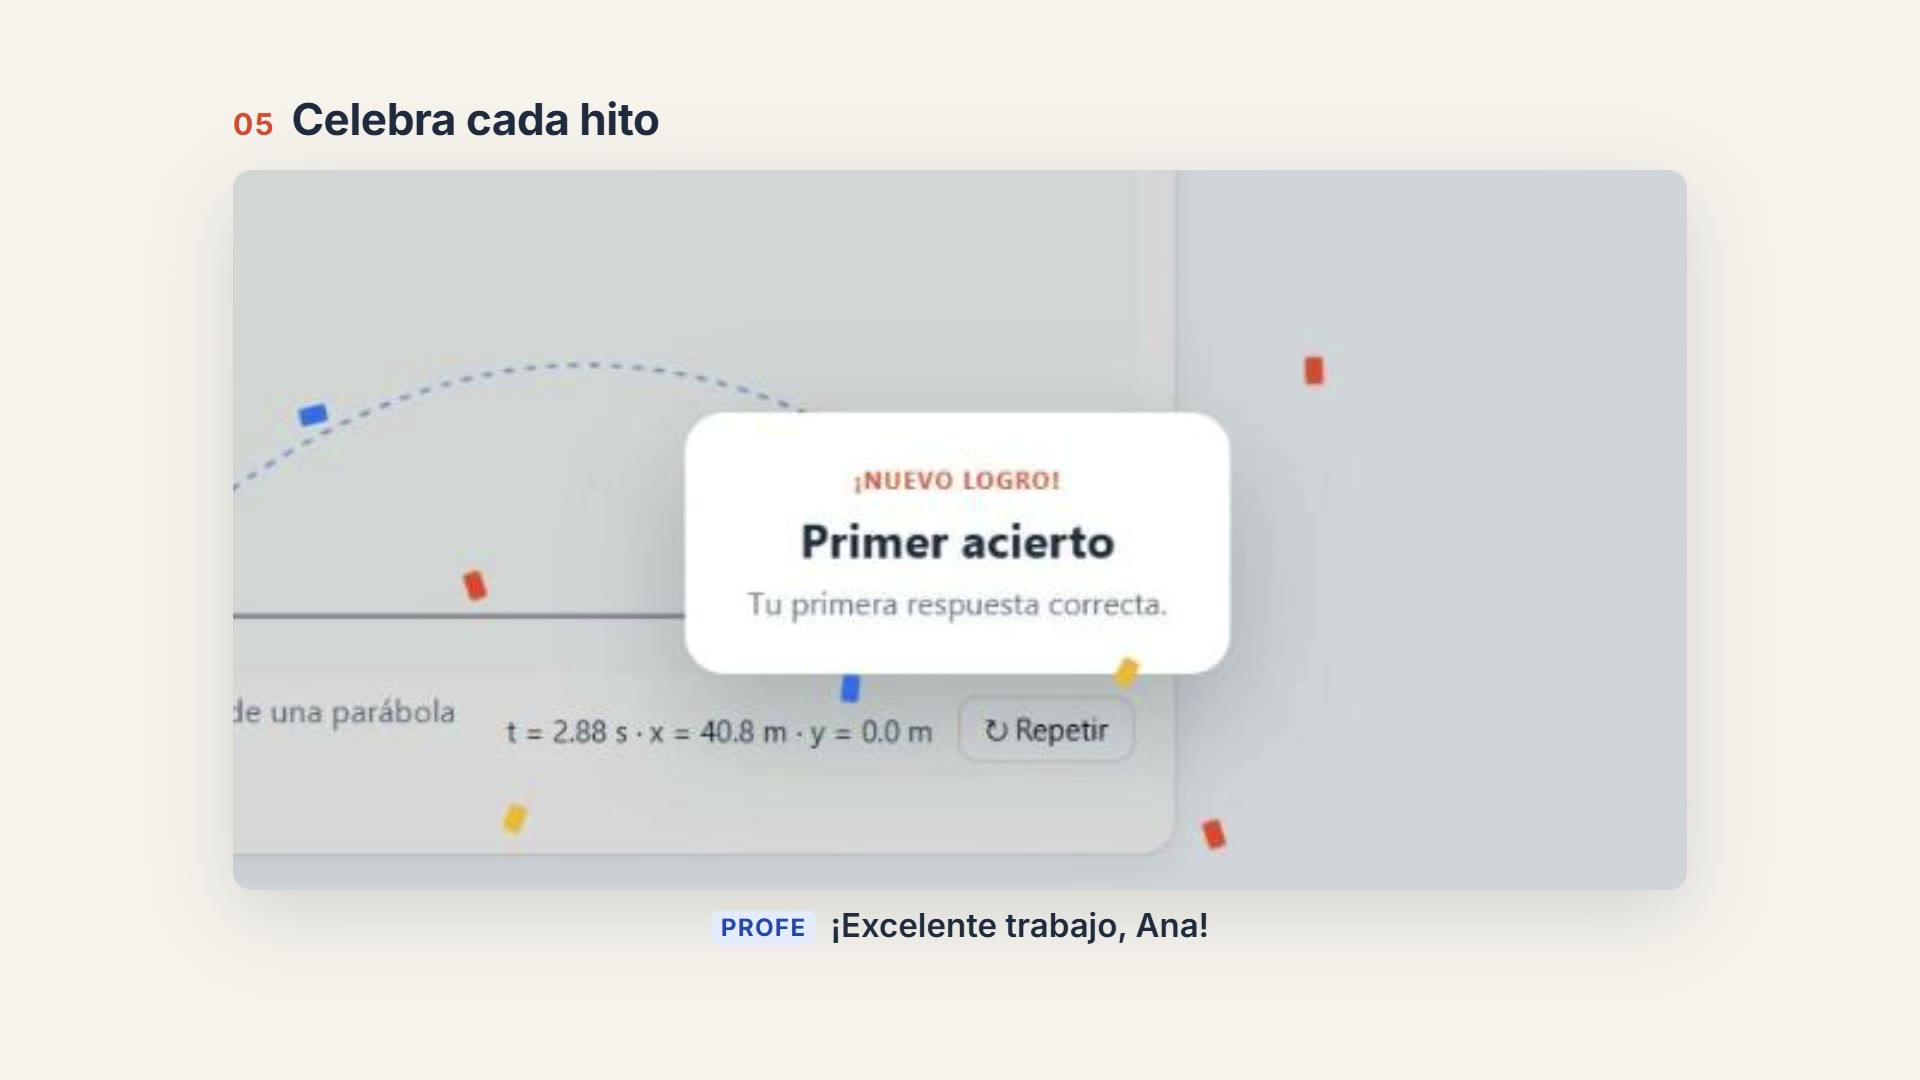 05 Celebra cada hito
¡NUEVO LOGRO!
Primer acierto
Tu primera respuesta correcta.
de una parábola
t = 2.88 s · x = 40.8 m · y = 0.0 m
↻ Repetir
PROFE ¡Excelente trabajo, Ana!